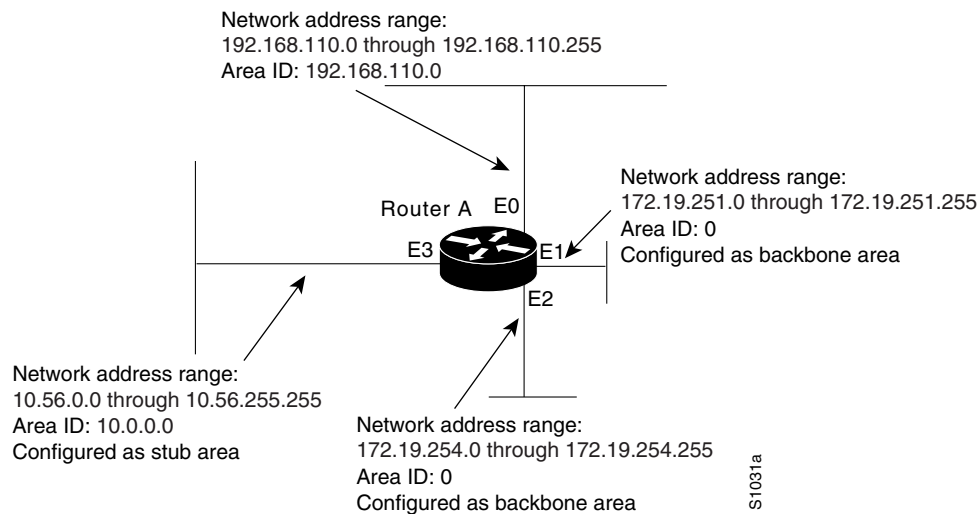 Network address range:
192.168.110.0 through 192.168.110.255
Area ID: 192.168.110.0
Network address range:
172.19.251.0 through 172.19.251.255
Area ID: 0
Configured as backbone area
Router A
E0
E3
E1
E2
Network address range:
10.56.0.0 through 10.56.255.255
Area ID: 10.0.0.0
Configured as stub area
Network address range:
172.19.254.0 through 172.19.254.255
Area ID: 0
Configured as backbone area
S1031a